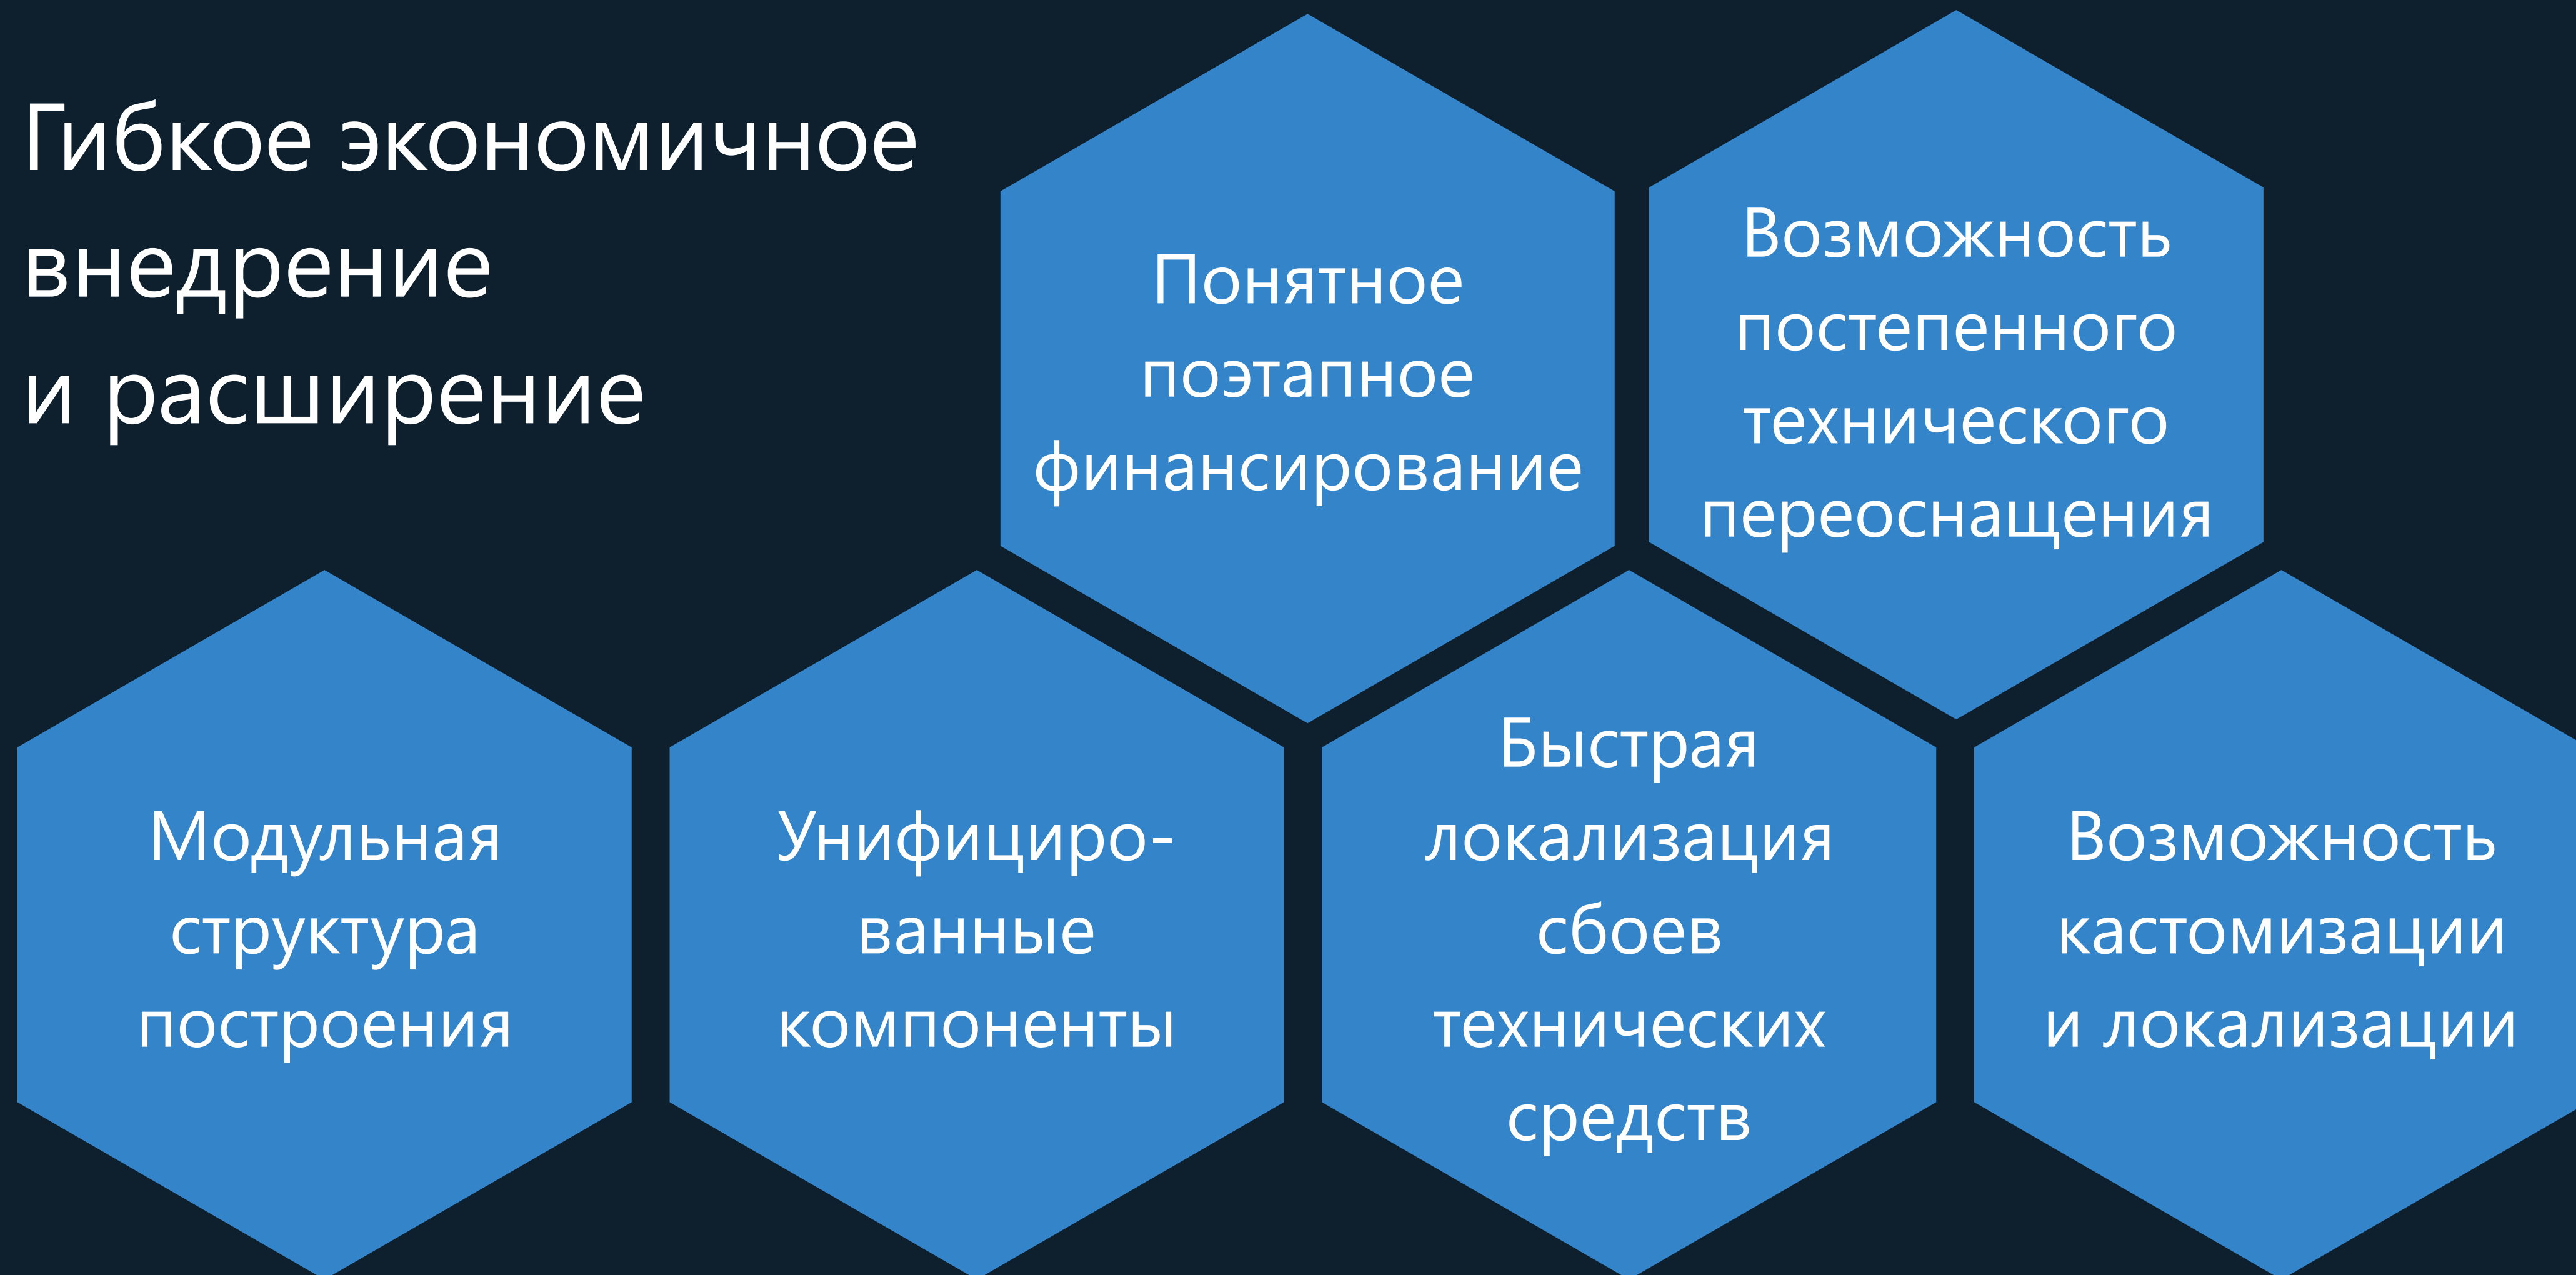 Гибкое экономичное
внедрение
и расширение
Понятное
поэтапное
финансирование
Возможность
постепенного
технического
переоснащения
Модульная
структура
построения
Унифициро-
ванные
компоненты
Быстрая
локализация
сбоев
технических
средств
Возможность
кастомизации
и локализации